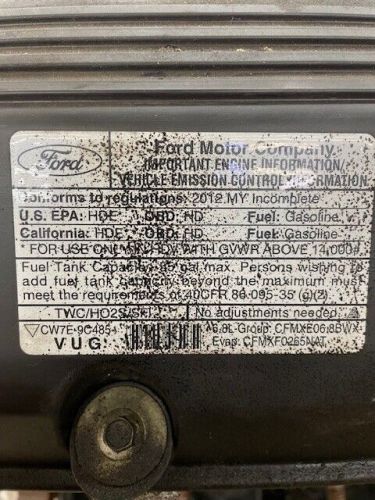 Ford
Ford Motor Company
IMPORTANT ENGINE INFORMATION/
VEHICLE EMISSION CONTROL INFORMATION
Conforms to regulations: 2012 MY Incomplete
U.S. EPA: HDE OBD: HD Fuel: Gasoline
California: HDE OBD: HD Fuel: Gasoline
FOR USE ONLY IN HDV WITH GVWR ABOVE 14,000#
Fuel Tank Capacity gal max. Persons wishing to
add fuel tank capacity beyond the maximum must
meet the requirements of 40CFR 86.095-35 (g)(2)
TWC/HO2S/ No adjustments needed.
CW7E-9C485- 6.8L-Group: CFMXE06.8BWX
VUG Evap: CFMXF0265NAT